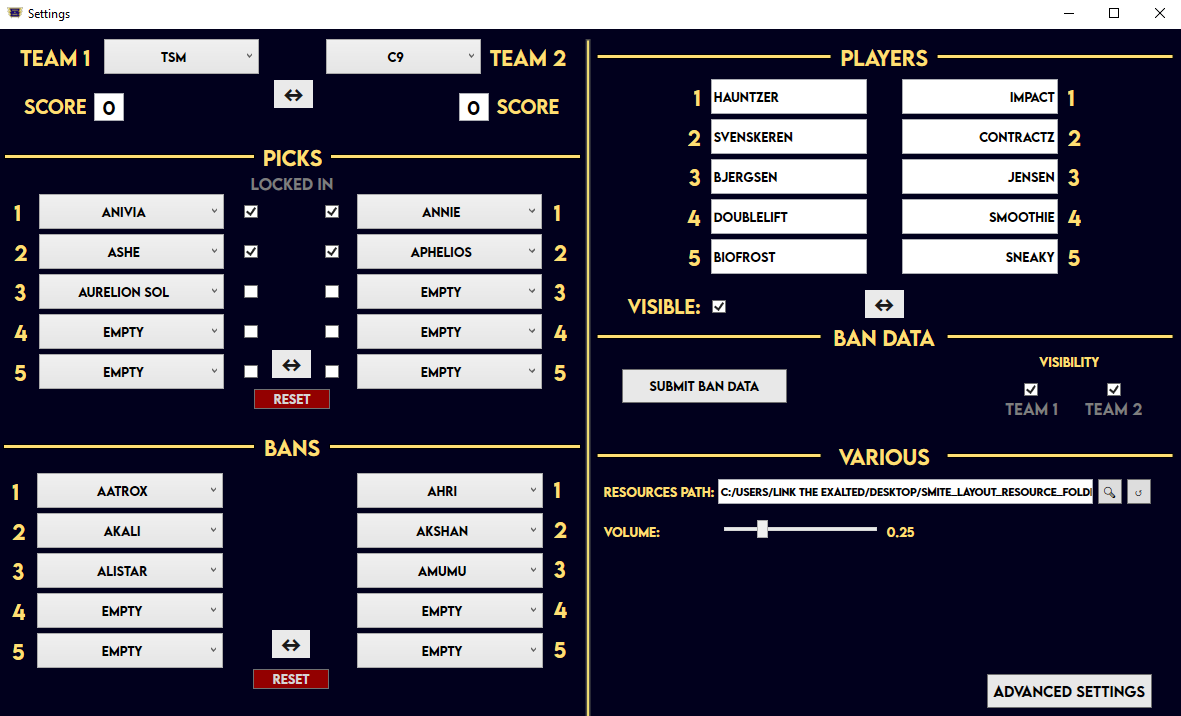 Settings
TEAM 1 TSM C9 TEAM 2
SCORE 0 0 SCORE
PICKS
LOCKED IN
1 ANIVIA ANNIE 1
2 ASHE APHELIOS 2
3 AURELION SOL EMPTY 3
4 EMPTY EMPTY 4
5 EMPTY EMPTY 5
RESET
BANS
1 AATROX AHRI 1
2 AKALI AKSHAN 2
3 ALISTAR AMUMU 3
4 EMPTY EMPTY 4
5 EMPTY EMPTY 5
RESET
PLAYERS
1 HAUNTZER IMPACT 1
2 SVENSKEREN CONTRACTZ 2
3 BJERGSEN JENSEN 3
4 DOUBLELIFT SMOOTHIE 4
5 BIOFROST SNEAKY 5
VISIBLE:
BAN DATA
VISIBILITY
SUBMIT BAN DATA
TEAM 1 TEAM 2
VARIOUS
RESOURCES PATH: C:/USERS/LINK THE EXALTED/DESKTOP/SMITE_LAYOUT_RESOURCE_FOLD
VOLUME: 0.25
ADVANCED SETTINGS